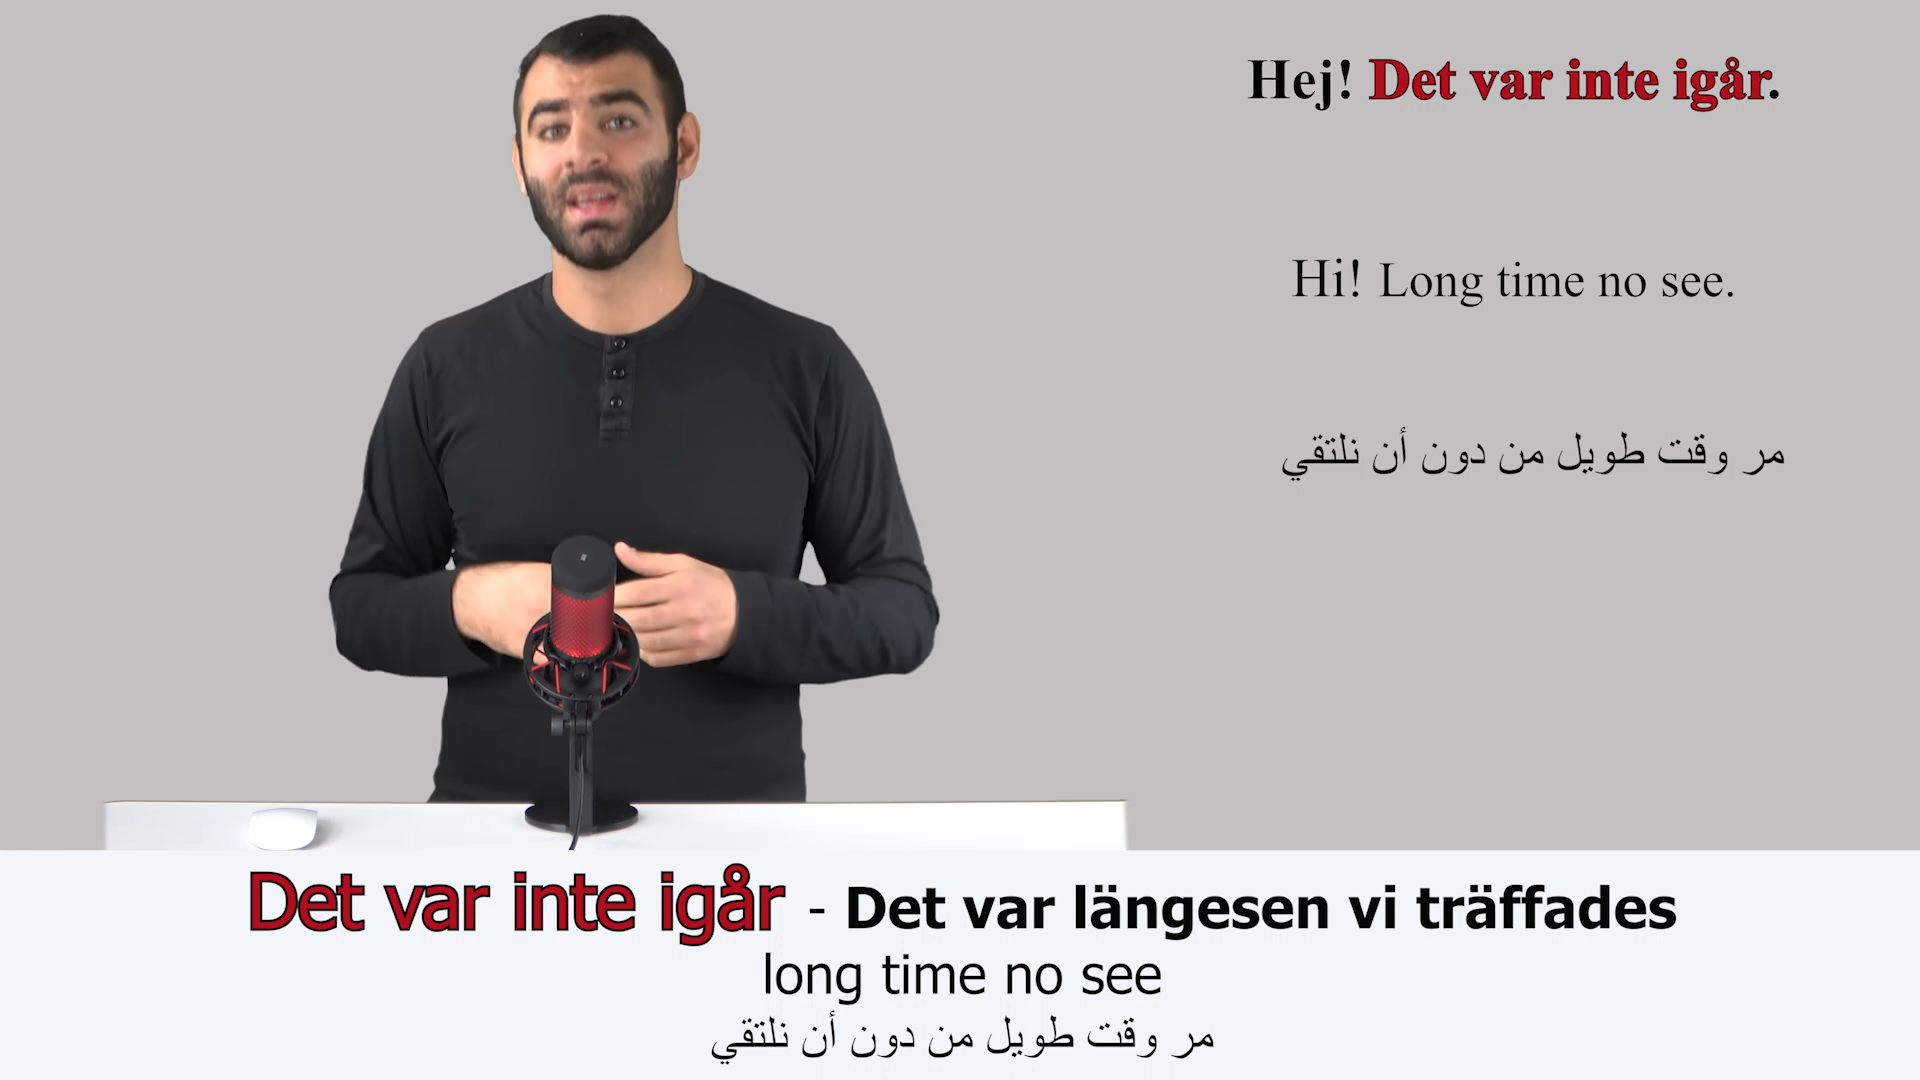 Hej! Det var inte igår.
Hi! Long time no see.
مر وقت طويل من دون أن نلتقي
Det var inte igår - Det var längesen vi träffades
long time no see
مر وقت طويل من دون أن نلتقي